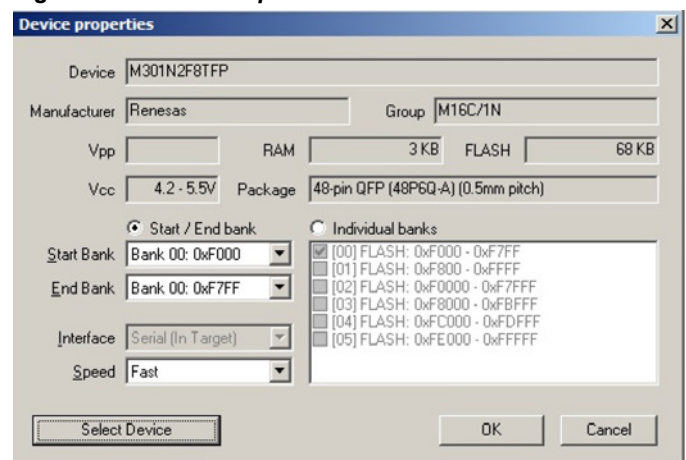 Device properties
Device M301N2F8TFP
Manufacturer Renesas Group M16C/1N
Vpp RAM 3 KB FLASH 68 KB
Vcc 4.2 - 5.5V Package 48-pin QFP (48P6Q-A) (0.5mm pitch)
Start / End bank Individual banks
Start Bank Bank 00: 0xF000
End Bank Bank 00: 0xF7FF
Interface Serial (In Target)
Speed Fast
[00] FLASH: 0xF000 - 0xF7FF
[01] FLASH: 0xF800 - 0xFFFF
[02] FLASH: 0xF0000 - 0xF7FFF
[03] FLASH: 0xF8000 - 0xFBFFF
[04] FLASH: 0xFC000 - 0xFDFFF
[05] FLASH: 0xFE000 - 0xFFFFF
Select Device OK Cancel